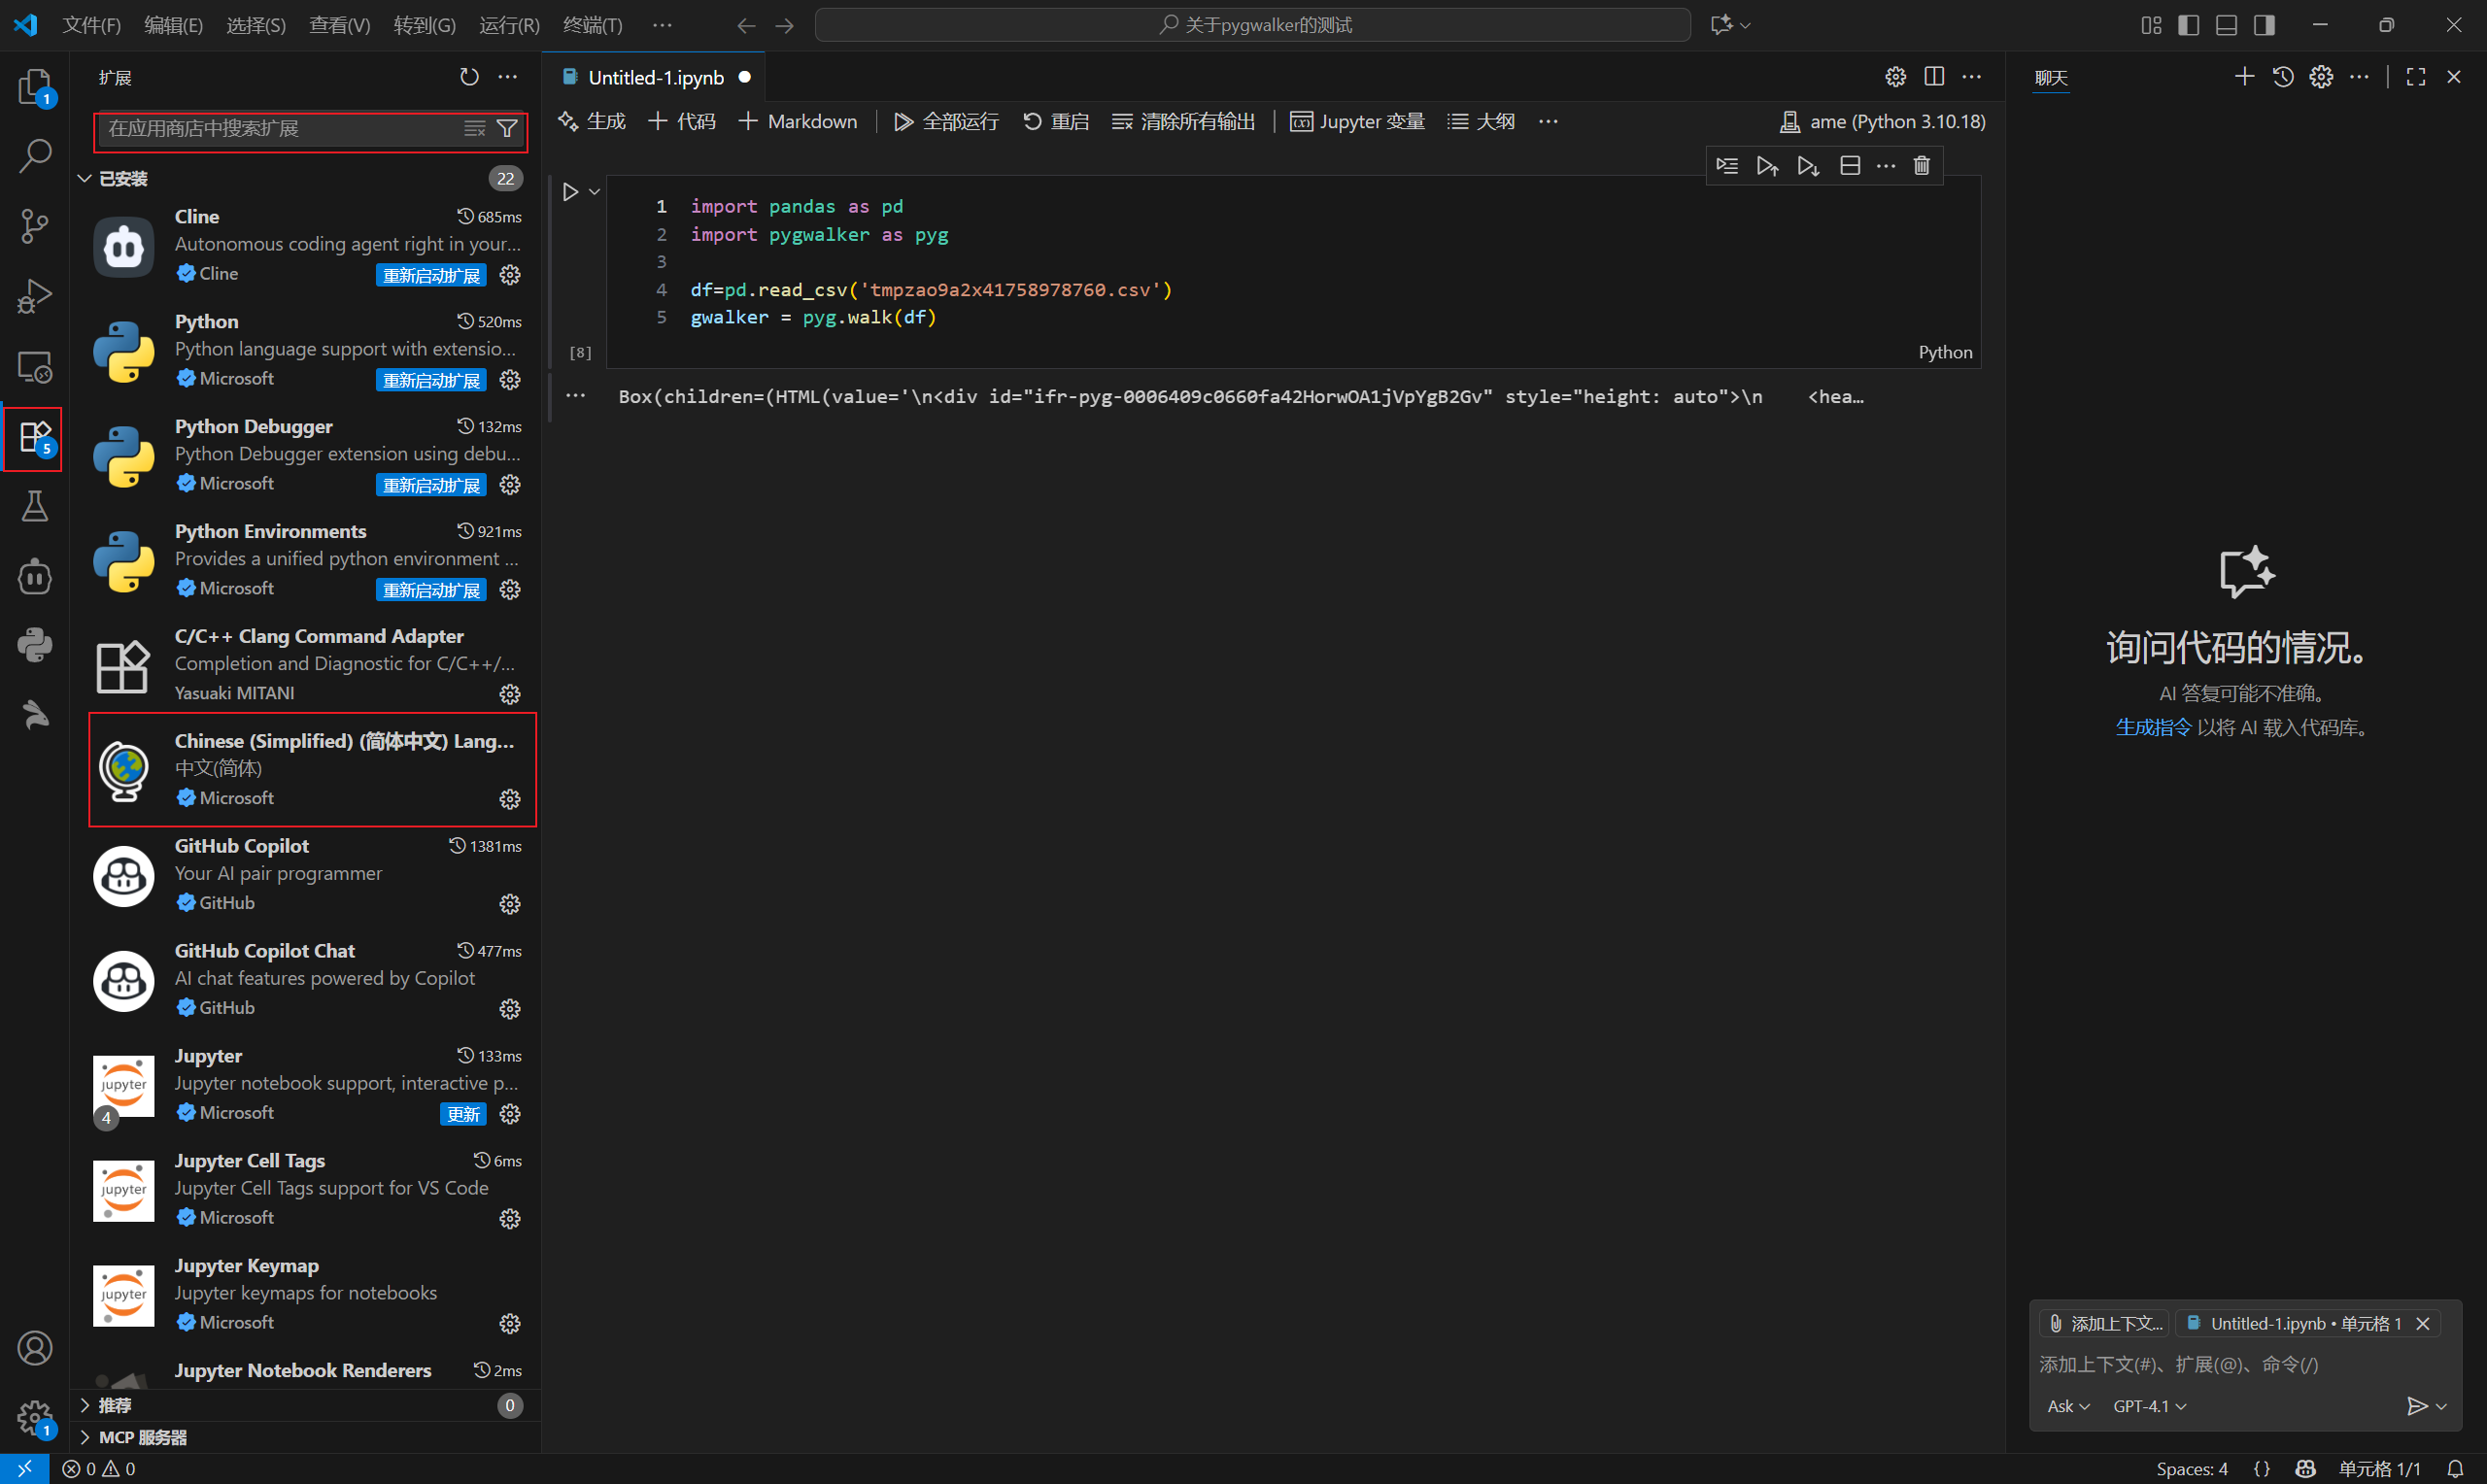 文件(F) 编辑(E) 选择(S) 查看(V) 转到(G) 运行(R) 终端(T) ··· 关于pygwalker的测试
扩展
在应用商店中搜索扩展
已安装 22
Cline 685ms
Autonomous coding agent right in your...
Cline 重新启动扩展
Python 520ms
Python language support with extensio...
Microsoft 重新启动扩展
Python Debugger 132ms
Python Debugger extension using debu...
Microsoft 重新启动扩展
Python Environments 921ms
Provides a unified python environment ...
Microsoft 重新启动扩展
C/C++ Clang Command Adapter
Completion and Diagnostic for C/C++/...
Yasuaki MITANI
Chinese (Simplified) (简体中文) Lang...
中文(简体)
Microsoft
GitHub Copilot 1381ms
Your AI pair programmer
GitHub
GitHub Copilot Chat 477ms
AI chat features powered by Copilot
GitHub
Jupyter 133ms
Jupyter notebook support, interactive p...
Microsoft 更新
jupyter
4
Jupyter Cell Tags 6ms
Jupyter Cell Tags support for VS Code
Microsoft
jupyter
Jupyter Keymap
Jupyter keymaps for notebooks
Microsoft
jupyter
Jupyter Notebook Renderers 2ms
推荐 0
MCP 服务器
1
5
1
Untitled-1.ipynb
生成 代码 Markdown 全部运行 重启 清除所有输出 Jupyter 变量 大纲 ··· ame (Python 3.10.18)
1 import pandas as pd
2 import pygwalker as pyg
3
4 df=pd.read_csv('tmpzao9a2x41758978760.csv')
5 gwalker = pyg.walk(df)
[8] Python
Box(children=(HTML(value='\n<div id="ifr-pyg-0006409c0660fa42HorwOA1jVpYgB2Gv" style="height: auto">\n    <hea…
聊天
询问代码的情况。
AI 答复可能不准确。
生成指令 以将 AI 载入代码库。
添加上下文... Untitled-1.ipynb • 单元格 1
添加上下文(#)、扩展(@)、命令(/)
Ask GPT-4.1
0 0 Spaces: 4 {} 单元格 1/1